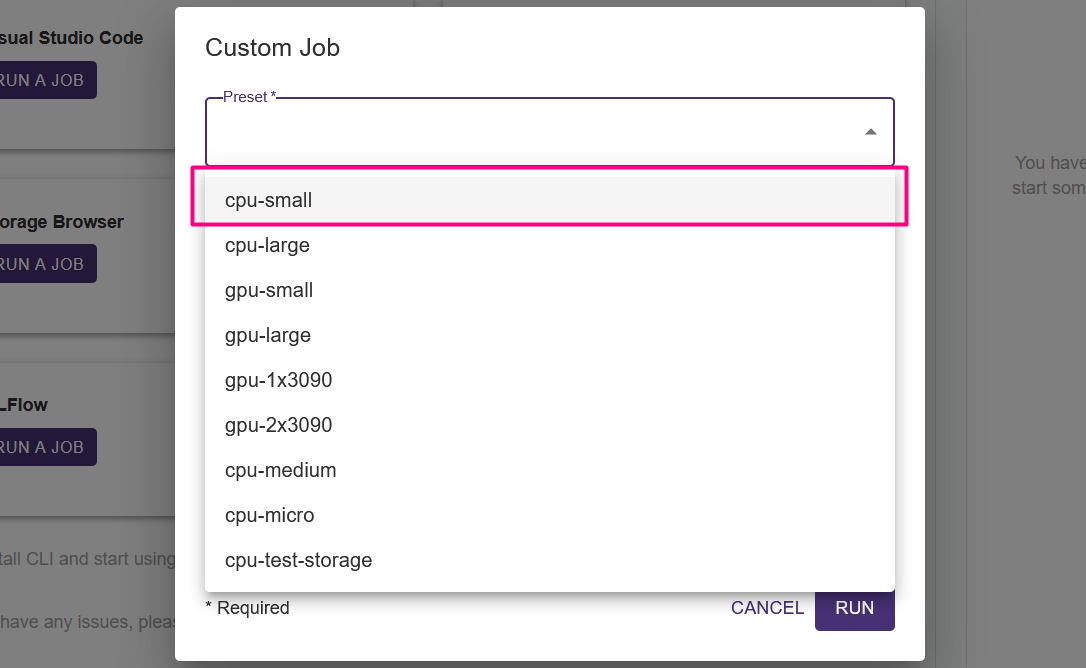 sual Studio Code
RUN A JOB
orage Browser
RUN A JOB
LFlow
RUN A JOB
tall CLI and start using
have any issues, pleas
Custom Job
Preset *
cpu-small
cpu-large
gpu-small
gpu-large
gpu-1x3090
gpu-2x3090
cpu-medium
cpu-micro
cpu-test-storage
* Required
CANCEL
RUN
You have
start som